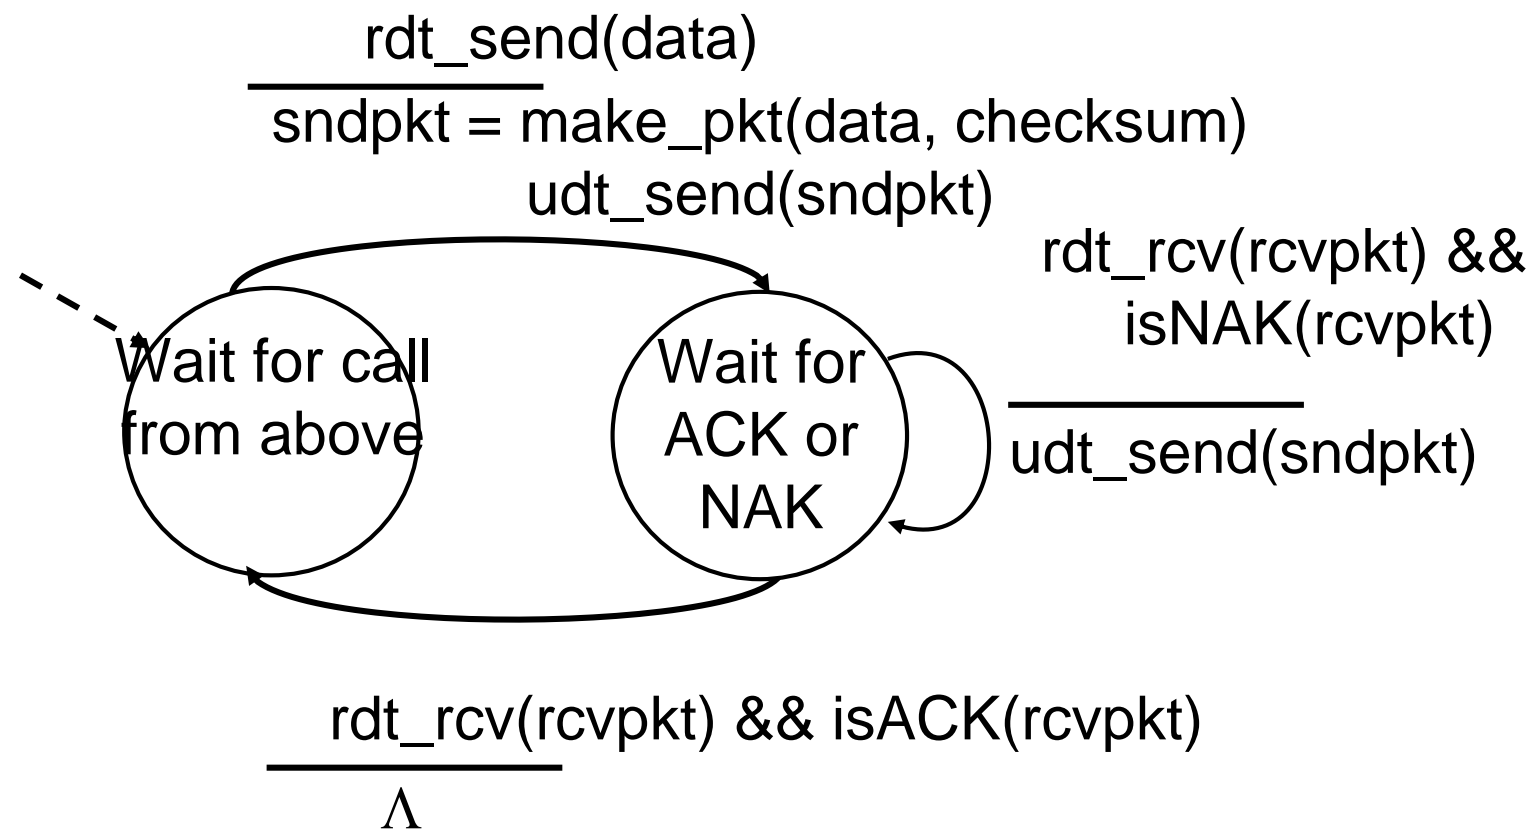 rdt_send(data)
sndpkt = make_pkt(data, checksum)
udt_send(sndpkt)
rdt_rcv(rcvpkt) &&
isNAK(rcvpkt)
udt_send(sndpkt)
Wait for call
from above
Wait for
ACK or
NAK
rdt_rcv(rcvpkt) && isACK(rcvpkt)
Λ